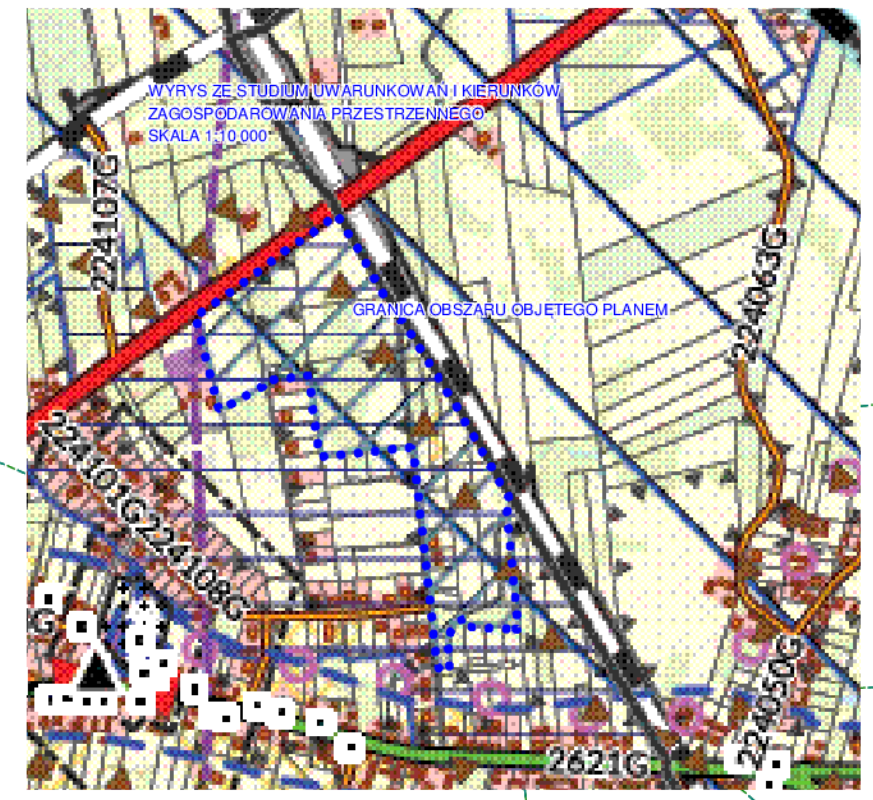 WYRYS ZE STUDIUM UWARUNKOWAŃ I KIERUNKÓW
ZAGOSPODAROWANIA PRZESTRZENNEGO
SKALA 1:10 000
224107G
224063G
GRANICA OBSZARU OBJĘTEGO PLANEM
224101G
224108G
G
224050G
2621G